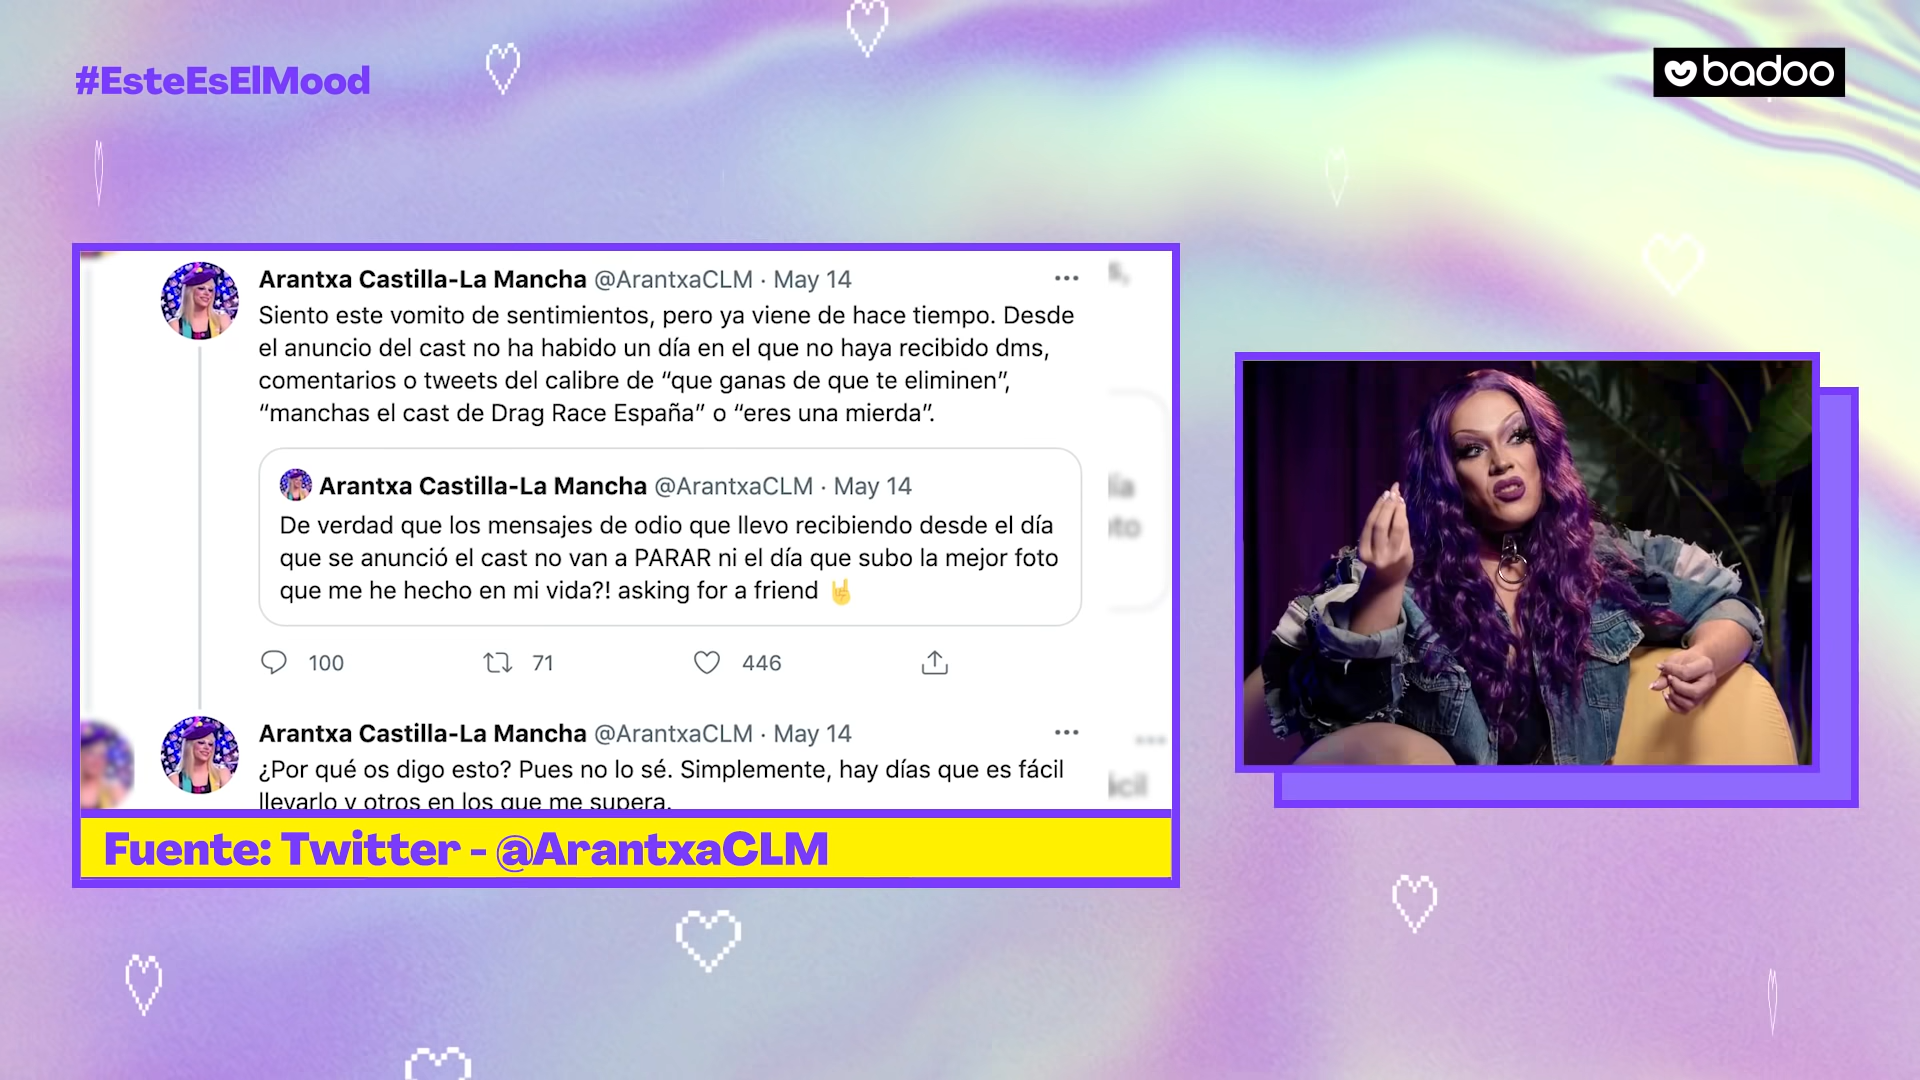 #EsteEsElMood
badoo
Arantxa Castilla-La Mancha @ArantxaCLM · May 14
Siento este vomito de sentimientos, pero ya viene de hace tiempo. Desde
el anuncio del cast no ha habido un día en el que no haya recibido dms,
comentarios o tweets del calibre de “que ganas de que te eliminen”,
“manchas el cast de Drag Race España” o “eres una mierda”.
Arantxa Castilla-La Mancha @ArantxaCLM · May 14
De verdad que los mensajes de odio que llevo recibiendo desde el día
que se anunció el cast no van a PARAR ni el día que subo la mejor foto
que me he hecho en mi vida?! asking for a friend 🤘
100 71 446
Arantxa Castilla-La Mancha @ArantxaCLM · May 14
¿Por qué os digo esto? Pues no lo sé. Simplemente, hay días que es fácil
llevarlo y otros en los que me supera.
Fuente: Twitter - @ArantxaCLM